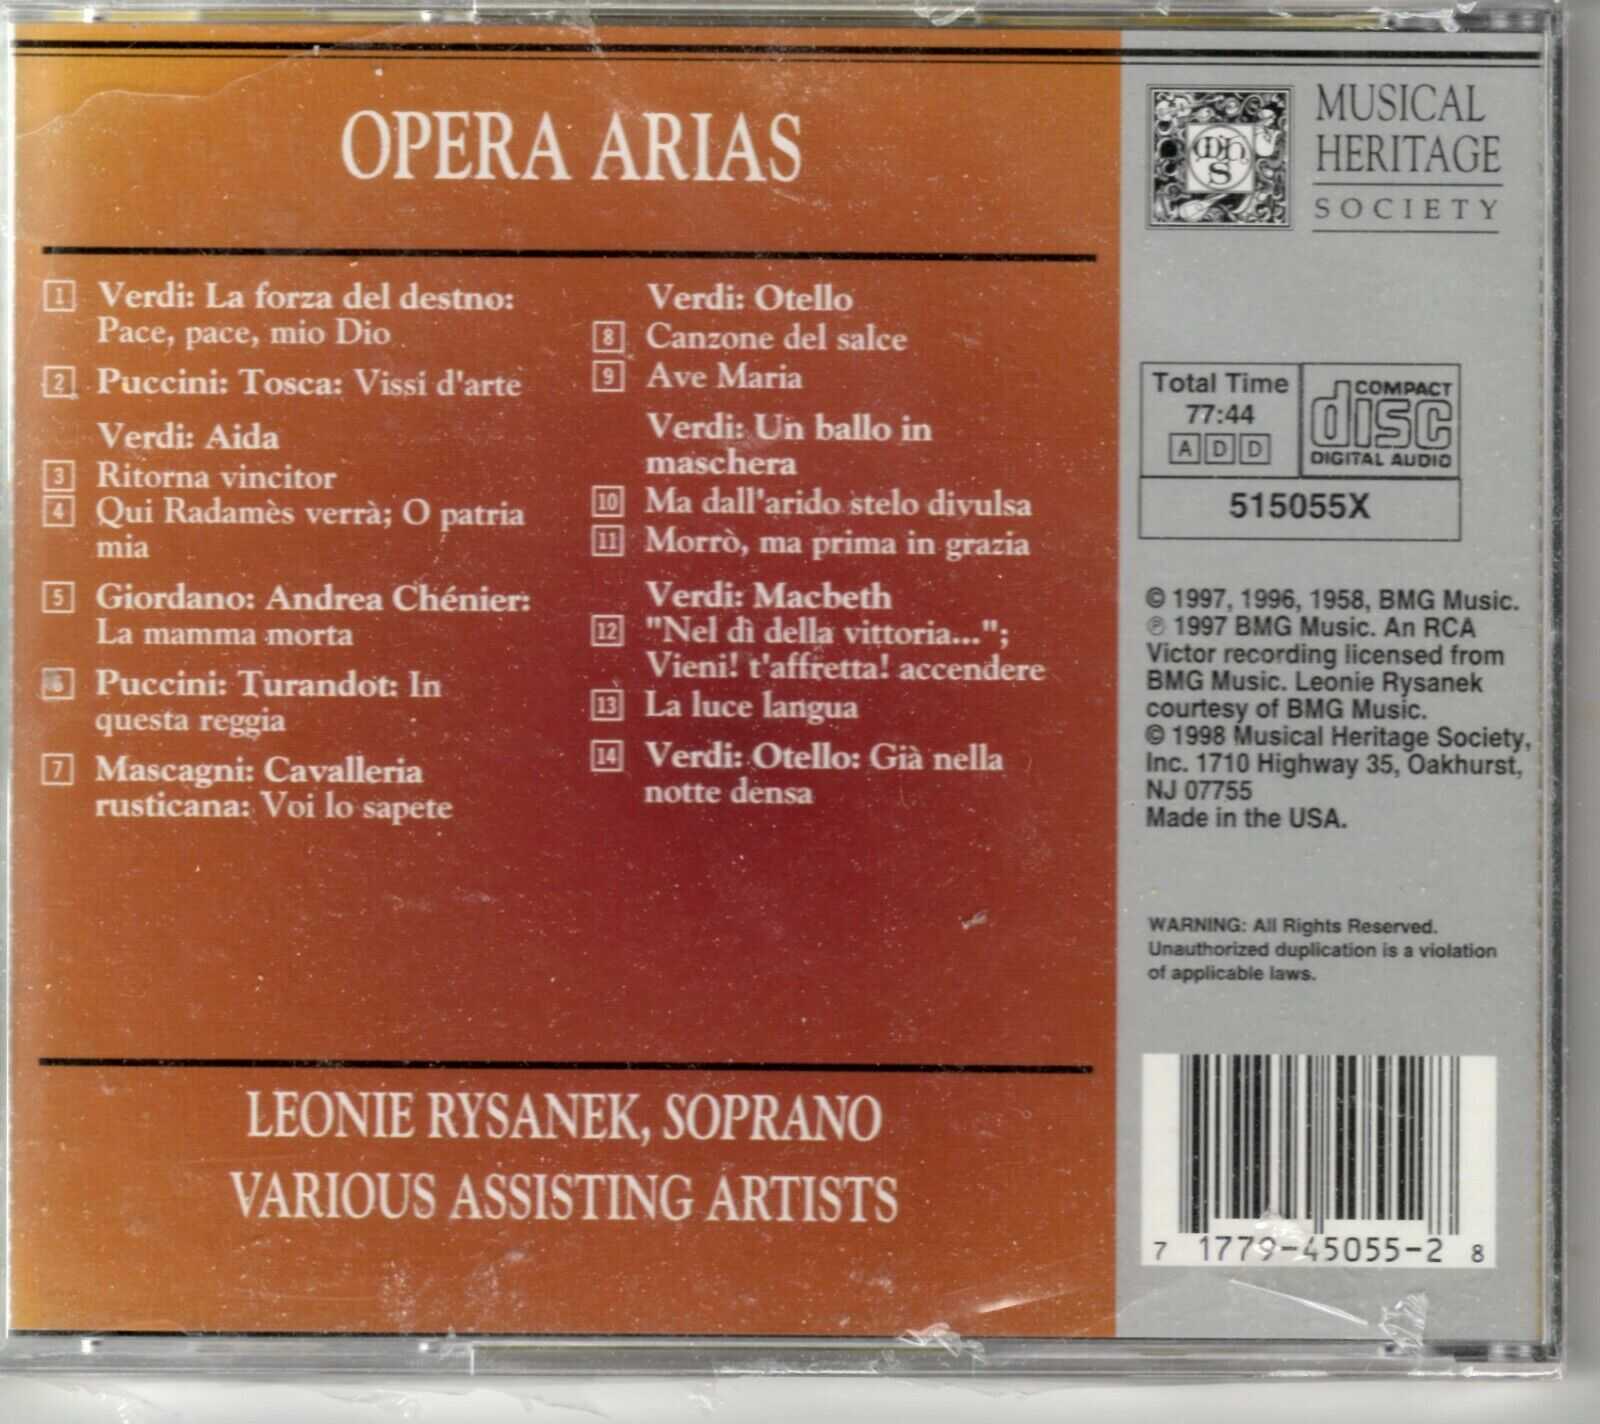 OPERA ARIAS
1 Verdi: La forza del destno:
Pace, pace, mio Dio
2 Puccini: Tosca: Vissi d'arte
Verdi: Aida
3 Ritorna vincitor
4 Qui Radamès verrà; O patria
mia
5 Giordano: Andrea Chénier:
La mamma morta
6 Puccini: Turandot: In
questa reggia
7 Mascagni: Cavalleria
rusticana: Voi lo sapete
Verdi: Otello
8 Canzone del salce
9 Ave Maria
Verdi: Un ballo in
maschera
10 Ma dall'arido stelo divulsa
11 Morrò, ma prima in grazia
Verdi: Macbeth
12 "Nel dì della vittoria...";
Vieni! t'affretta! accendere
13 La luce langua
14 Verdi: Otello: Già nella
notte densa
LEONIE RYSANEK, SOPRANO
VARIOUS ASSISTING ARTISTS
MUSICAL
HERITAGE
SOCIETY
Total Time
77:44
A D D
COMPACT
disc
DIGITAL AUDIO
515055X
© 1997, 1996, 1958, BMG Music.
℗ 1997 BMG Music. An RCA
Victor recording licensed from
BMG Music. Leonie Rysanek
courtesy of BMG Music.
© 1998 Musical Heritage Society,
Inc. 1710 Highway 35, Oakhurst,
NJ 07755
Made in the USA.
WARNING: All Rights Reserved.
Unauthorized duplication is a violation
of applicable laws.
7 1779-45055-2 8